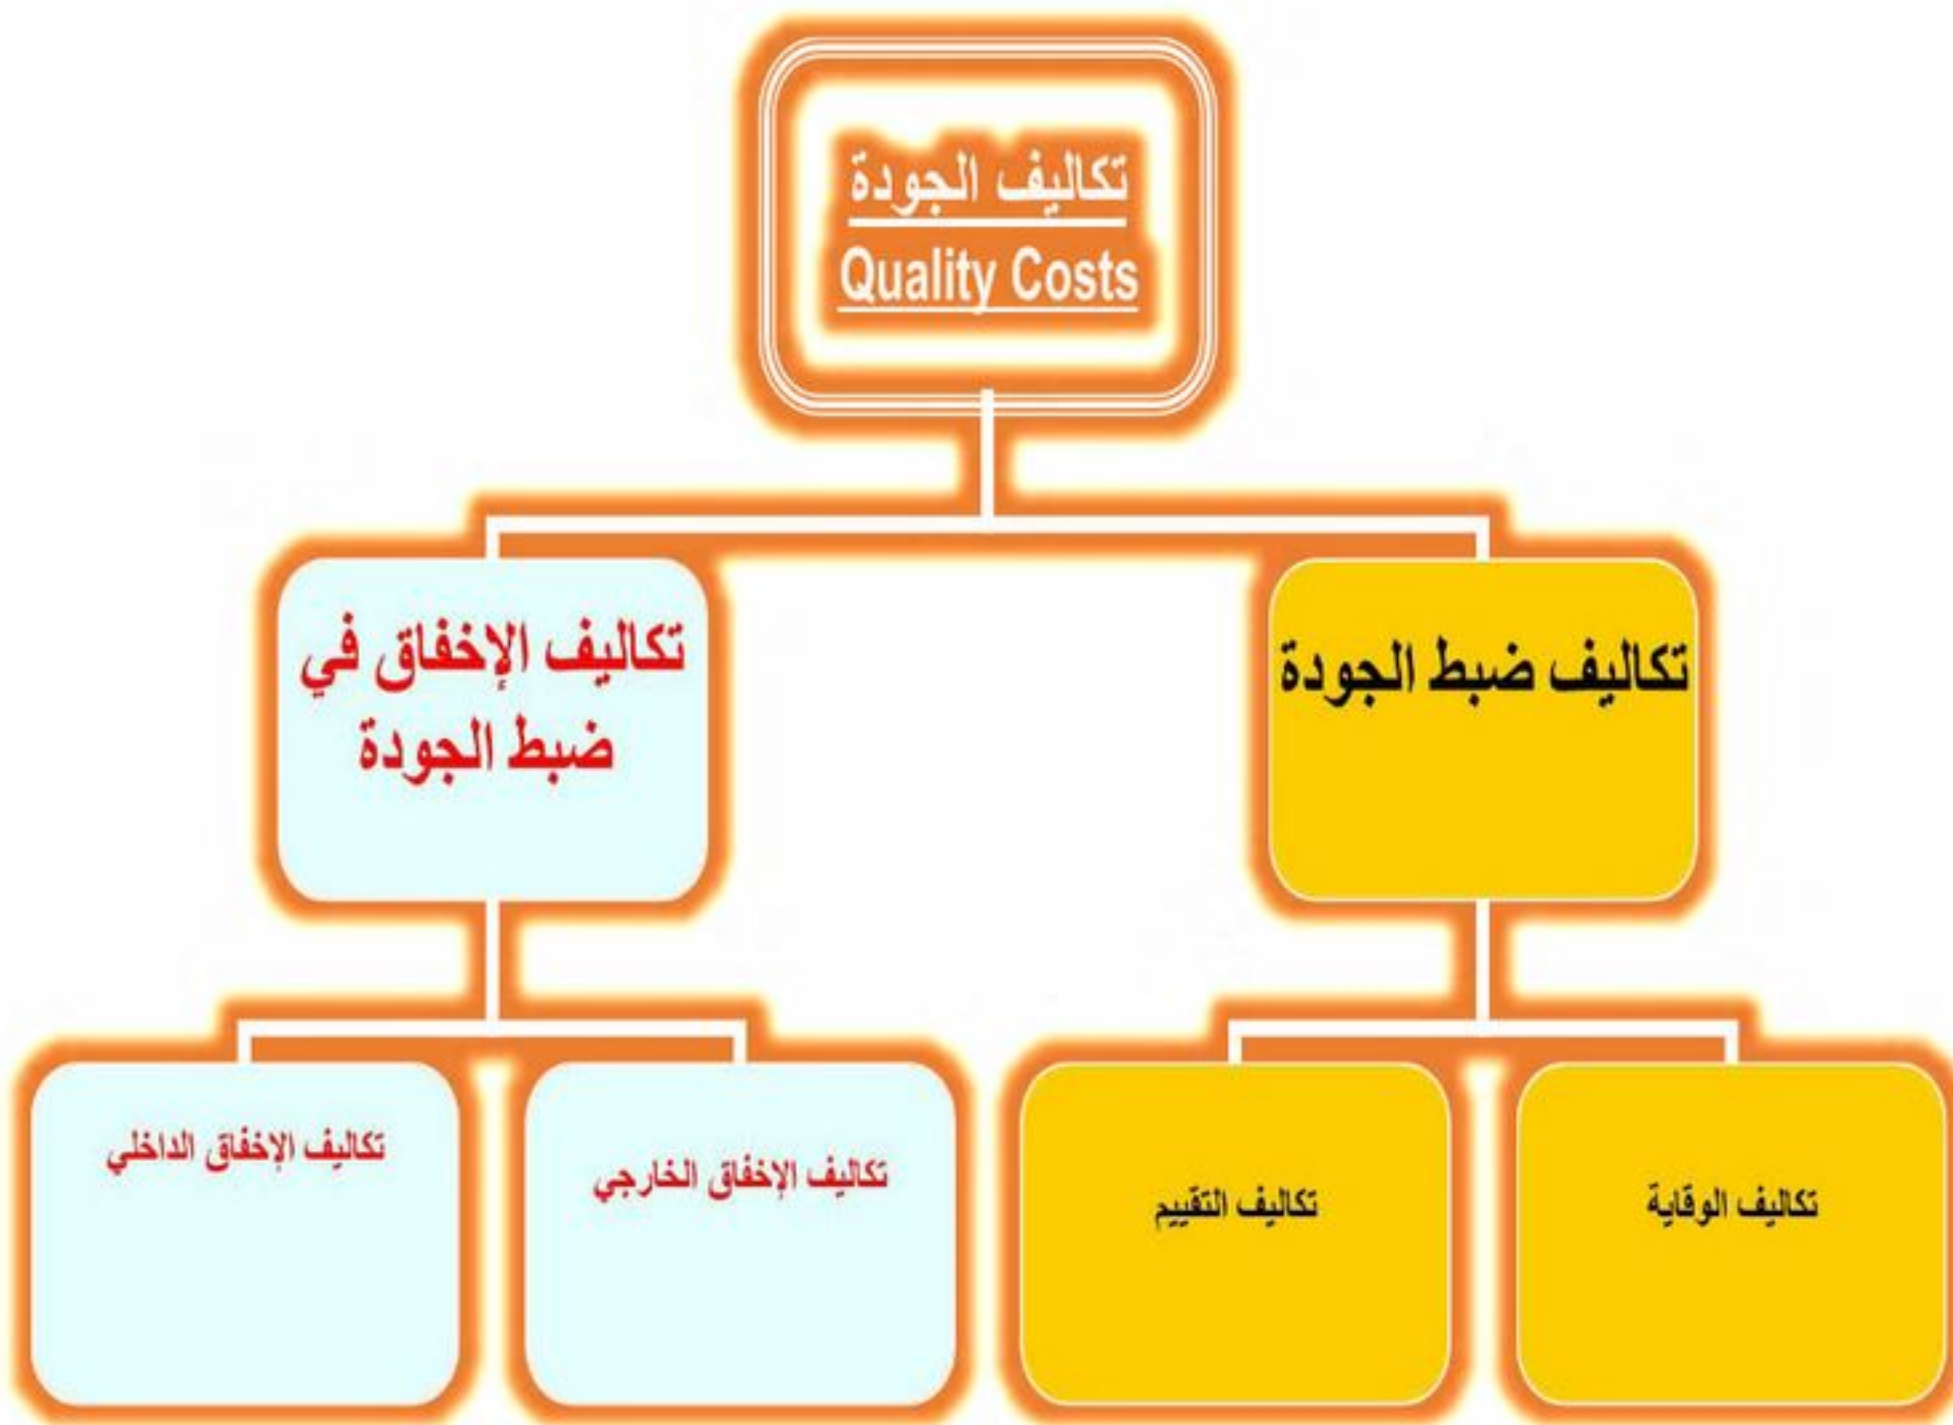 تكاليف الجودة
Quality Costs
تكاليف ضبط الجودة
تكاليف الإخفاق في
ضبط الجودة
تكاليف الوقاية
تكاليف التقييم
تكاليف الإخفاق الخارجي
تكاليف الإخفاق الداخلي